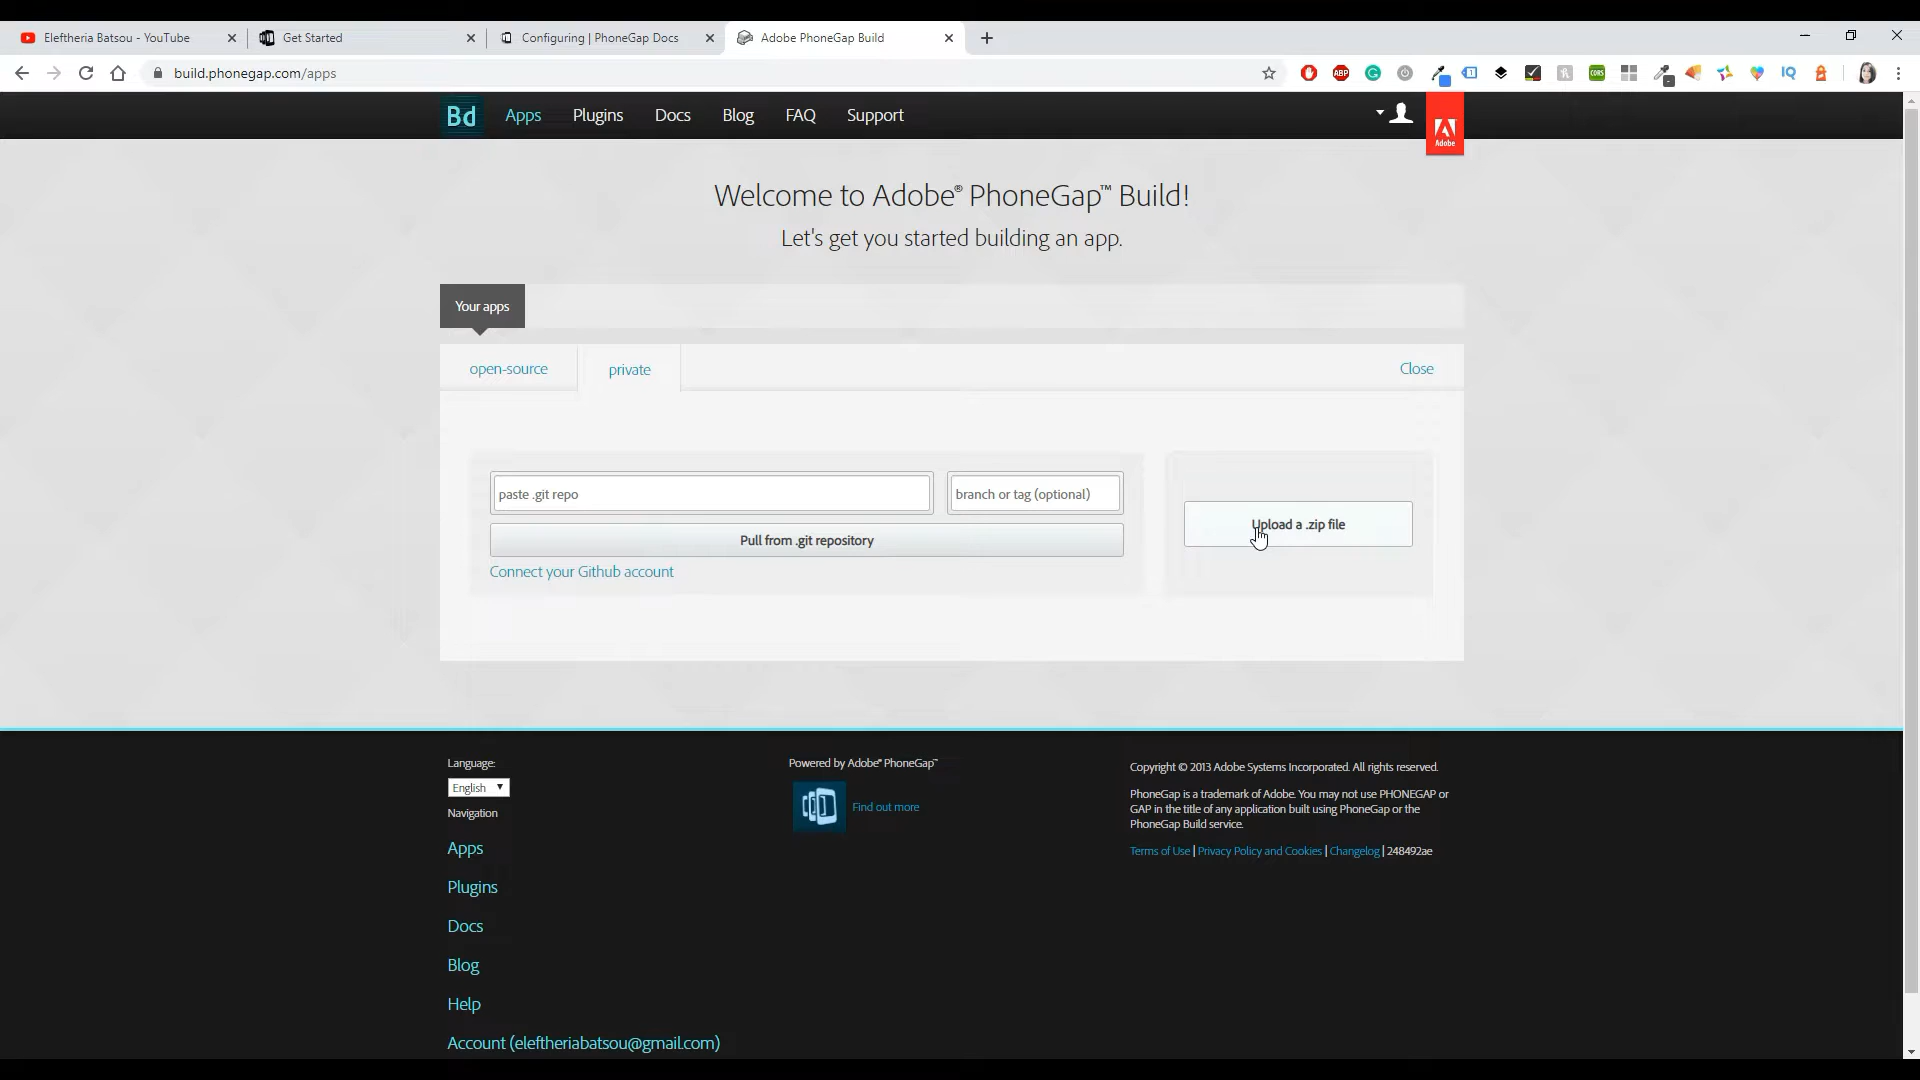 Eleftheria Batsou - YouTube
Get Started
Configuring | PhoneGap Docs
Adobe PhoneGap Build
build.phonegap.com/apps
ABP
CORS
IQ
Bd
Apps
Plugins
Docs
Blog
FAQ
Support
Adobe
Welcome to Adobe® PhoneGap™ Build!
Let's get you started building an app.
Your apps
open-source
private
Close
paste .git repo
branch or tag (optional)
Upload a .zip file
Pull from .git repository
Connect your Github account
Language:
English
Navigation
Apps
Plugins
Docs
Blog
Help
Account (eleftheriabatsou@gmail.com)
Powered by Adobe® PhoneGap™
Find out more
Copyright © 2013 Adobe Systems Incorporated. All rights reserved.
PhoneGap is a trademark of Adobe. You may not use PHONEGAP or
GAP in the title of any application built using PhoneGap or the
PhoneGap Build service.
Terms of Use | Privacy Policy and Cookies | Changelog | 248492ae